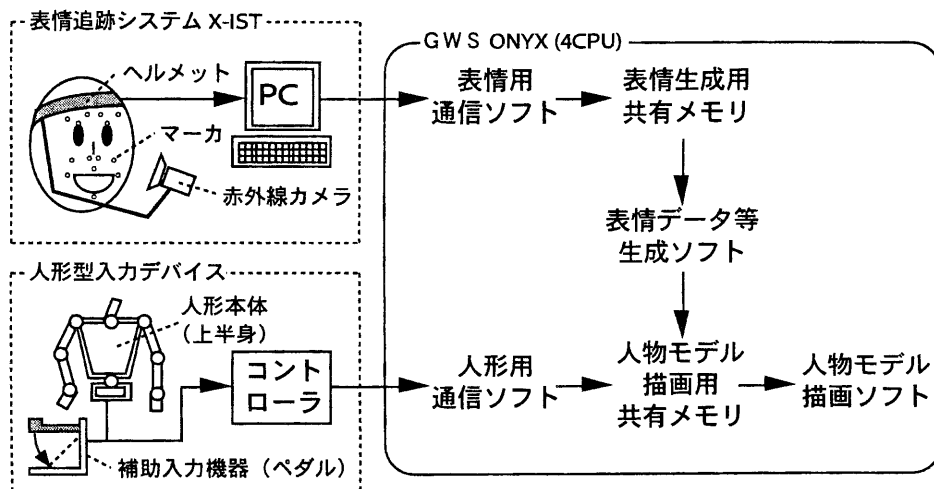 表情追跡システム X-IST
ヘルメット
PC
マーカ
赤外線カメラ
人形型入力デバイス
人形本体
(上半身)
コント
ローラ
補助入力機器（ペダル）
GWS ONYX (4CPU)
表情用
通信ソフト
表情生成用
共有メモリ
表情データ等
生成ソフト
人形用
通信ソフト
人物モデル
描画用
共有メモリ
人物モデル
描画ソフト